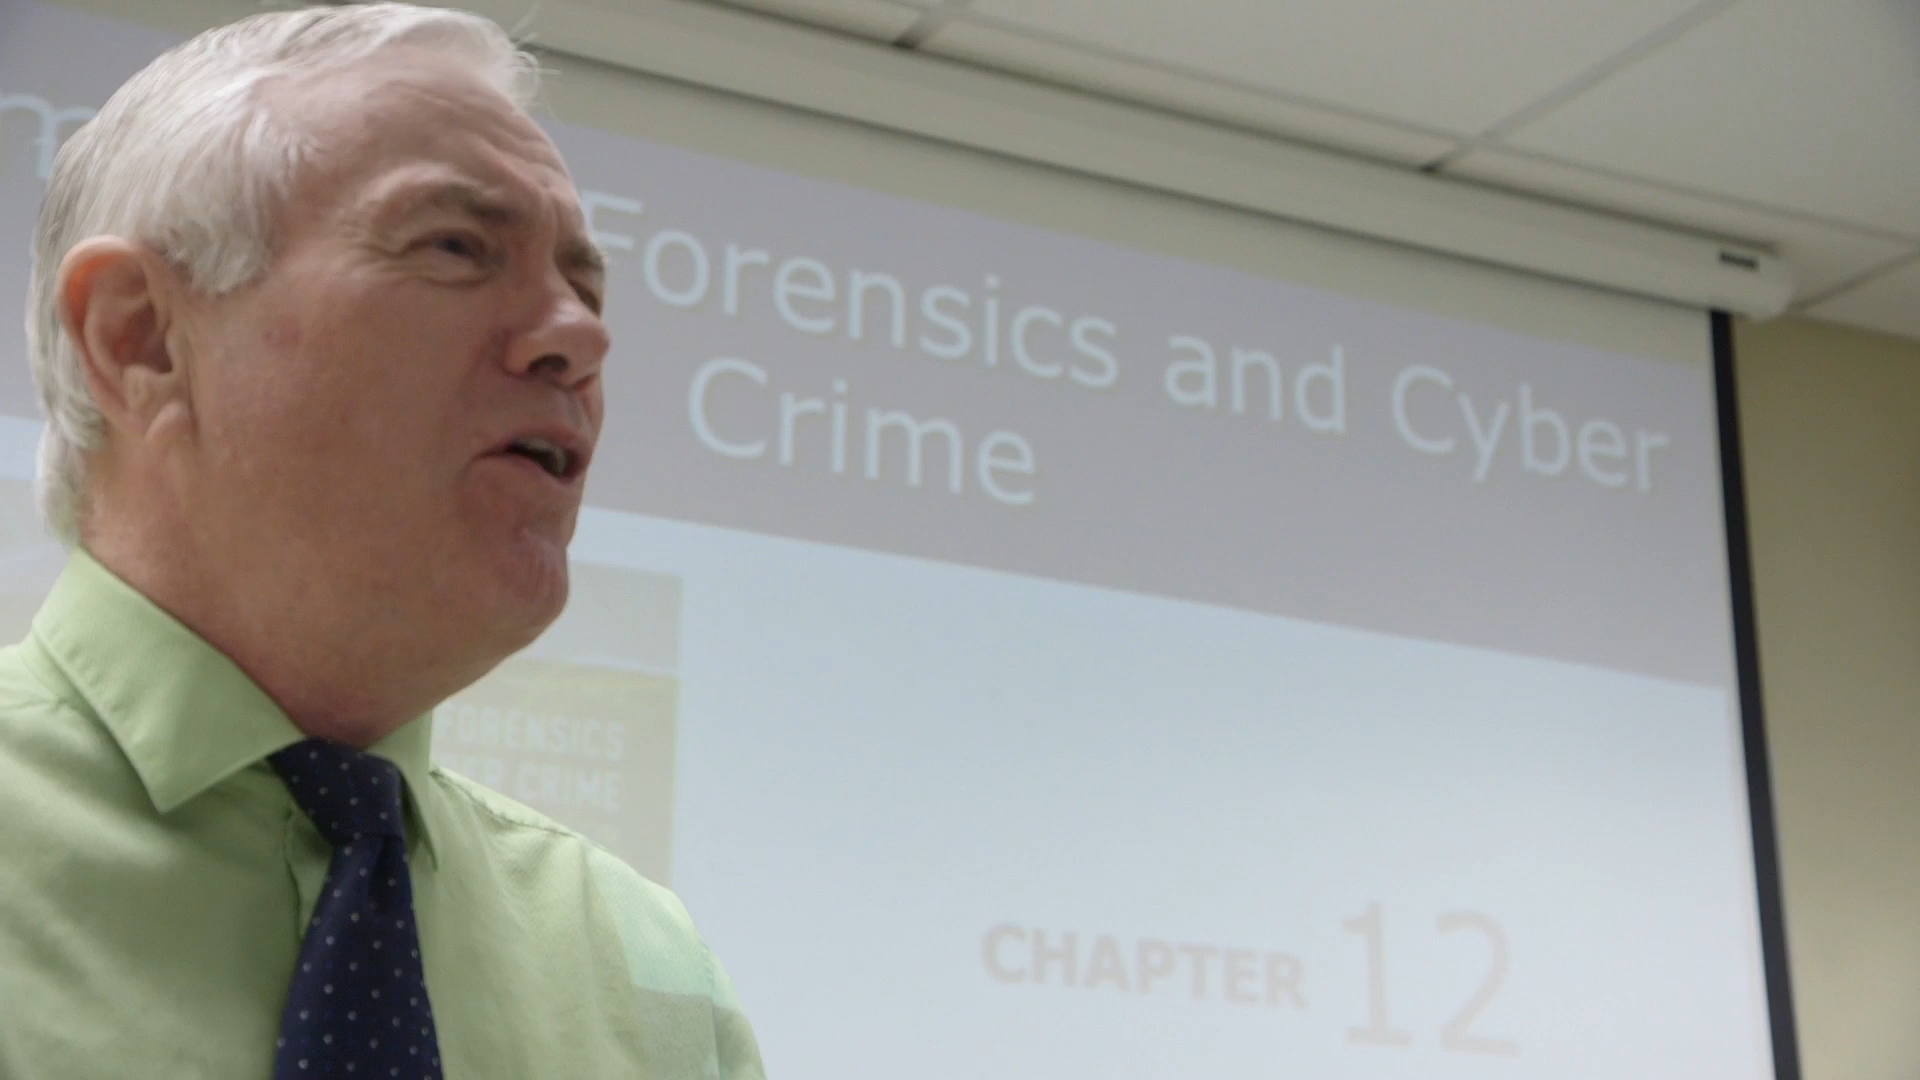 Forensics and Cyber
Crime
FORENSICS
CRIME
CHAPTER 12